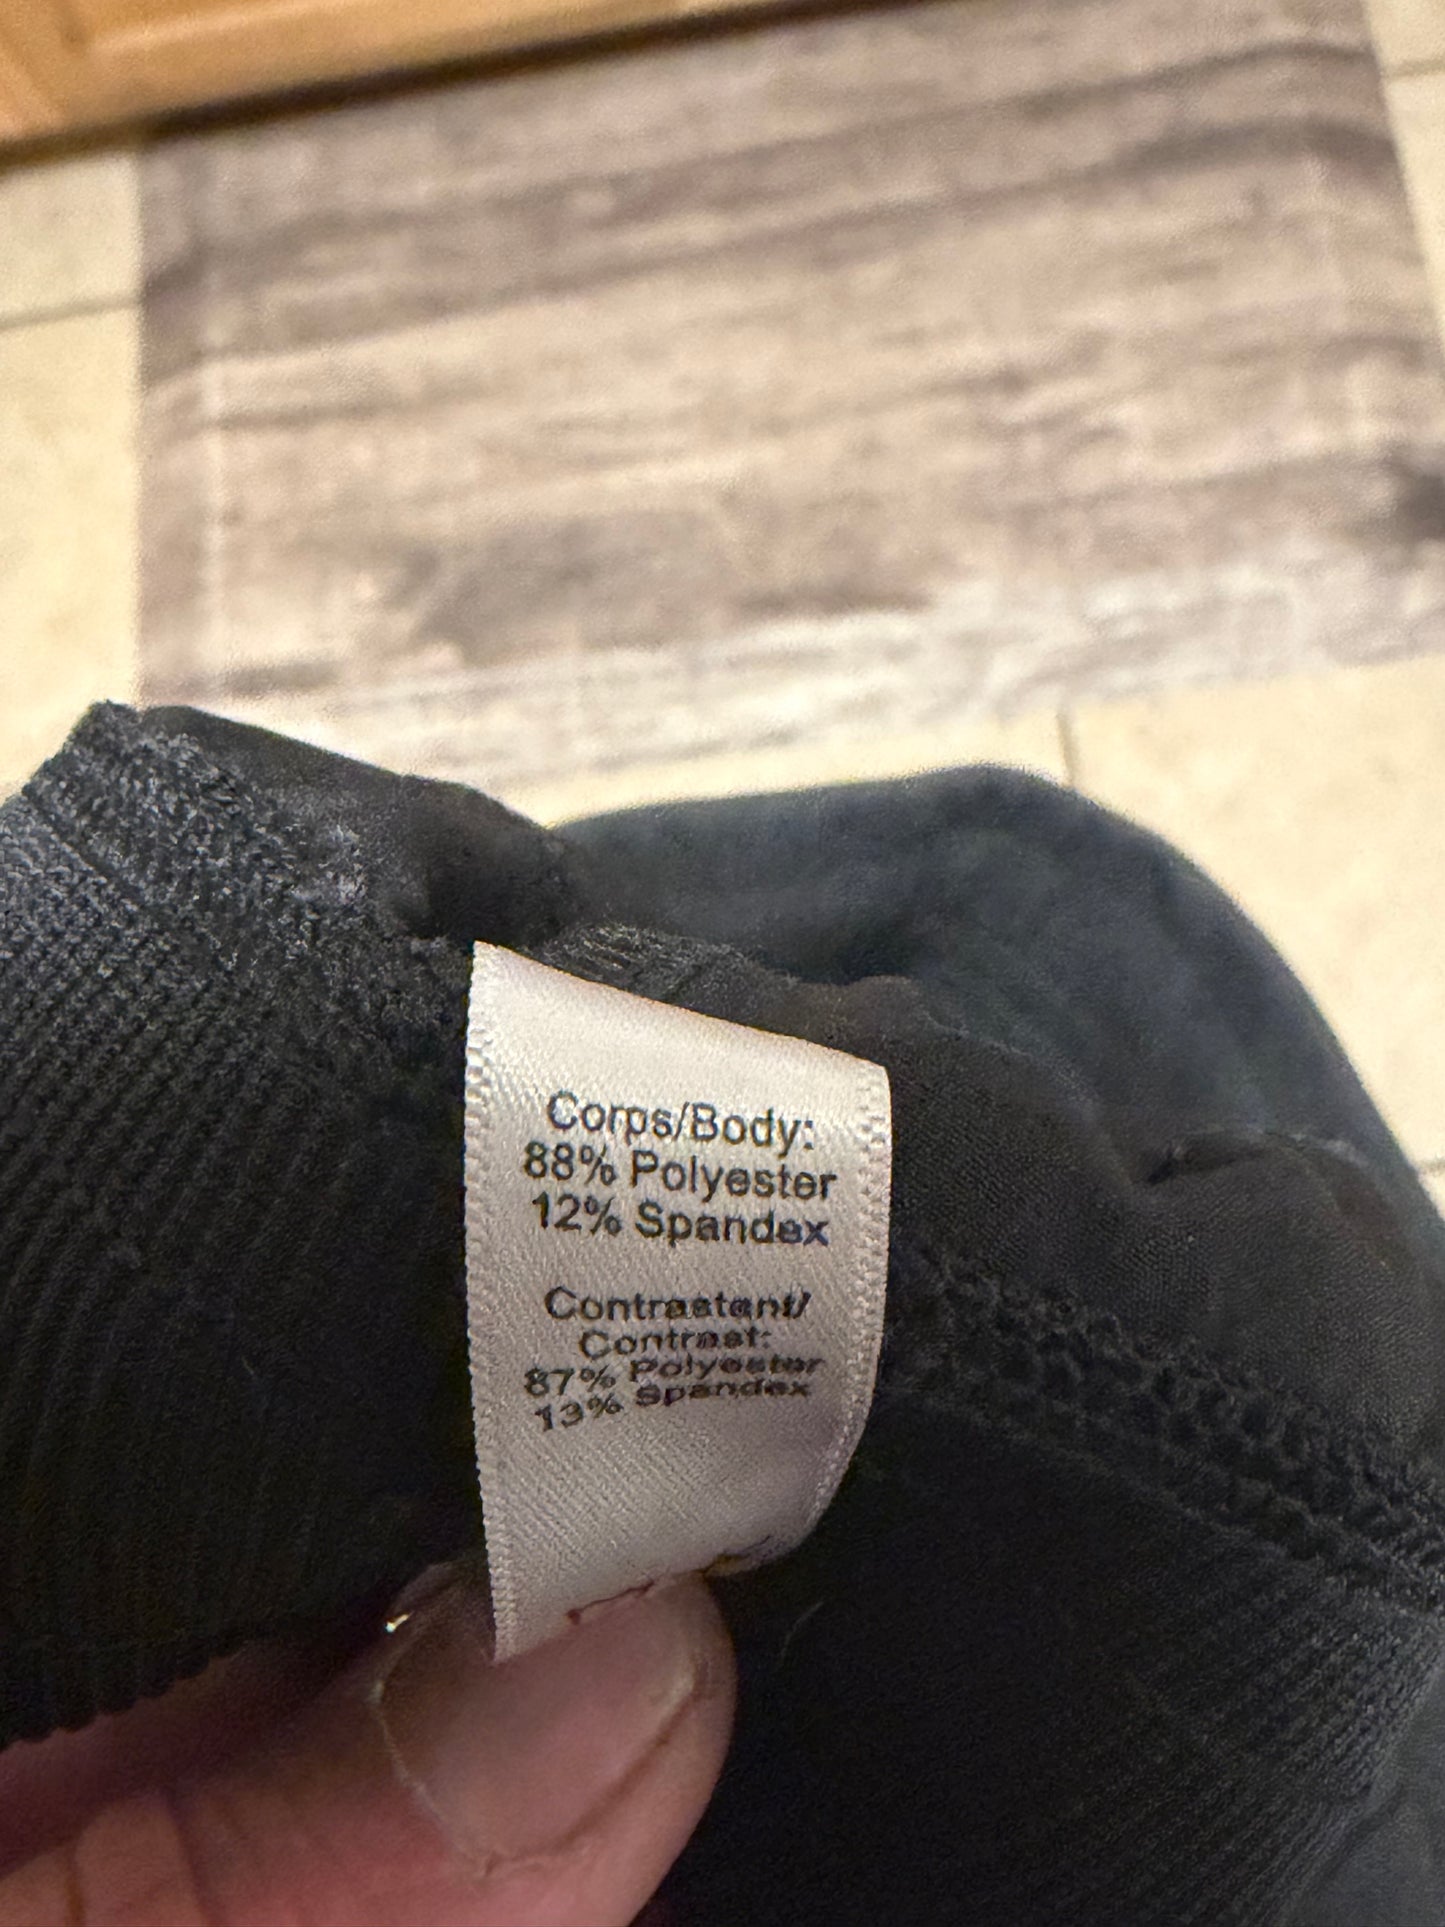 Corps/Body:
88% Polyester
12% Spandex
Contrastant/
Contrast:
87% Polyester
13% Spandex